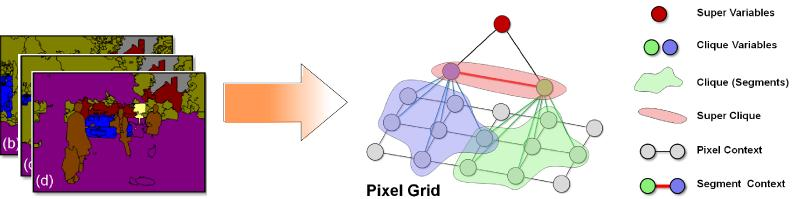 (b)
(c
(d)
Pixel Grid
Super Variables
Clique Variables
Clique (Segments)
Super Clique
Pixel Context
Segment Context